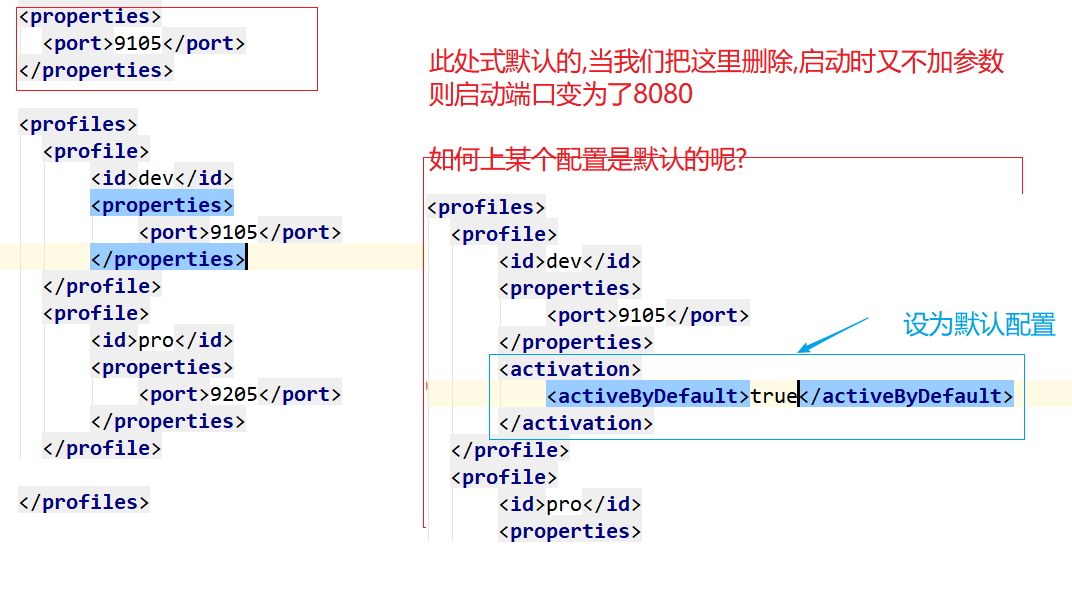 <properties>
<port>9105</port>
</properties>
<profiles>
<profile>
<id>dev</id>
<properties>
<port>9105</port>
</properties>
</profile>
<profile>
<id>pro</id>
<properties>
<port>9205</port>
</properties>
</profile>
</profiles>
此处式默认的,当我们把这里删除,启动时又不加参数
则启动端口变为了8080
如何上某个配置是默认的呢?
<profiles>
<profile>
<id>dev</id>
<properties>
<port>9105</port>
</properties>
<activation>
<activeByDefault>true</activeByDefault>
</activation>
</profile>
<profile>
<id>pro</id>
<properties>
设为默认配置